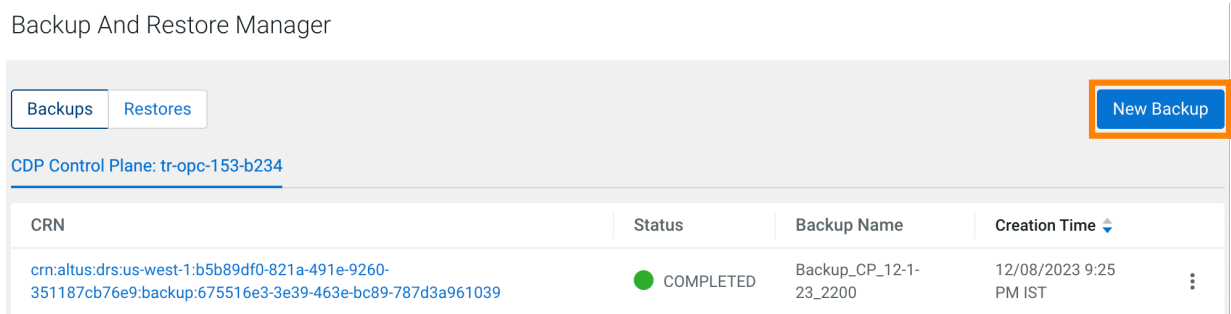 Backup And Restore Manager
Backups Restores New Backup
CDP Control Plane: tr-opc-153-b234
CRN Status Backup Name Creation Time
crn:altus:drs:us-west-1:b5b89df0-821a-491e-9260- COMPLETED Backup_CP_12-1- 12/08/2023 9:25
351187cb76e9:backup:675516e3-3e39-463e-bc89-787d3a961039 23_2200 PM IST